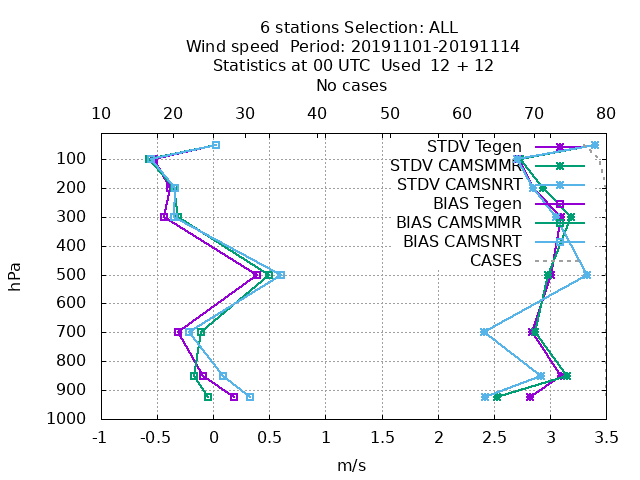 6 stations Selection: ALL
Wind speed  Period: 20191101-20191114
Statistics at 00 UTC  Used  12 + 12
No cases
10 20 30 40 50 60 70 80
STDV Tegen
STDV CAMSMMR
STDV CAMSNRT
BIAS Tegen
BIAS CAMSMMR
BIAS CAMSNRT
CASES
100
200
300
400
500
600
700
800
900
1000
hPa
-1 -0.5 0 0.5 1 1.5 2 2.5 3 3.5
m/s